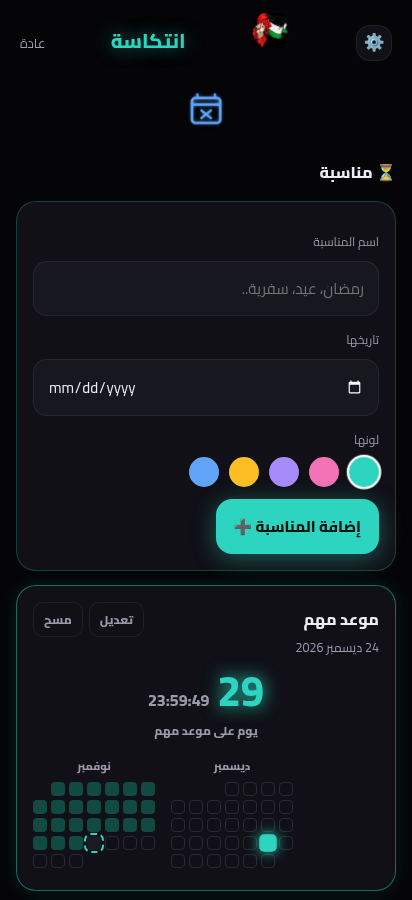 انتكاسة
عادة
⏳ مناسبة
اسم المناسبة
رمضان، عيد، سفرية..
تاريخها
mm/dd/yyyy
لونها
إضافة المناسبة ➕
موعد مهم
تعديل
مسح
24 ديسمبر 2026
29 23:59:49
يوم على موعد مهم
ديسمبر
نوفمبر